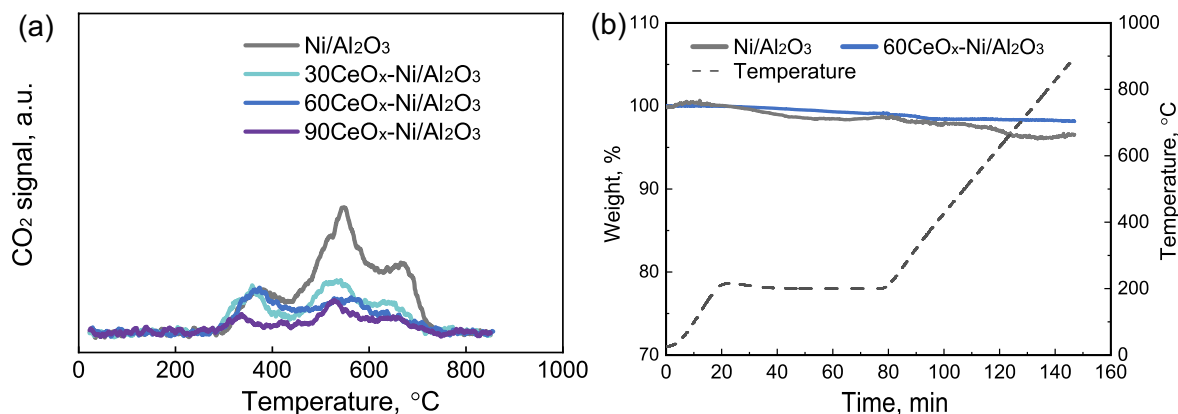 (a)
Ni/Al₂O₃
30CeOₓ-Ni/Al₂O₃
60CeOₓ-Ni/Al₂O₃
90CeOₓ-Ni/Al₂O₃
CO₂ signal, a.u.
0 200 400 600 800 1000
Temperature, °C
(b)
Ni/Al₂O₃ 60CeOₓ-Ni/Al₂O₃
Temperature
110
100
90
80
70
Weight, %
1000
800
600
400
200
0
Temperature, °C
0 20 40 60 80 100 120 140 160
Time, min